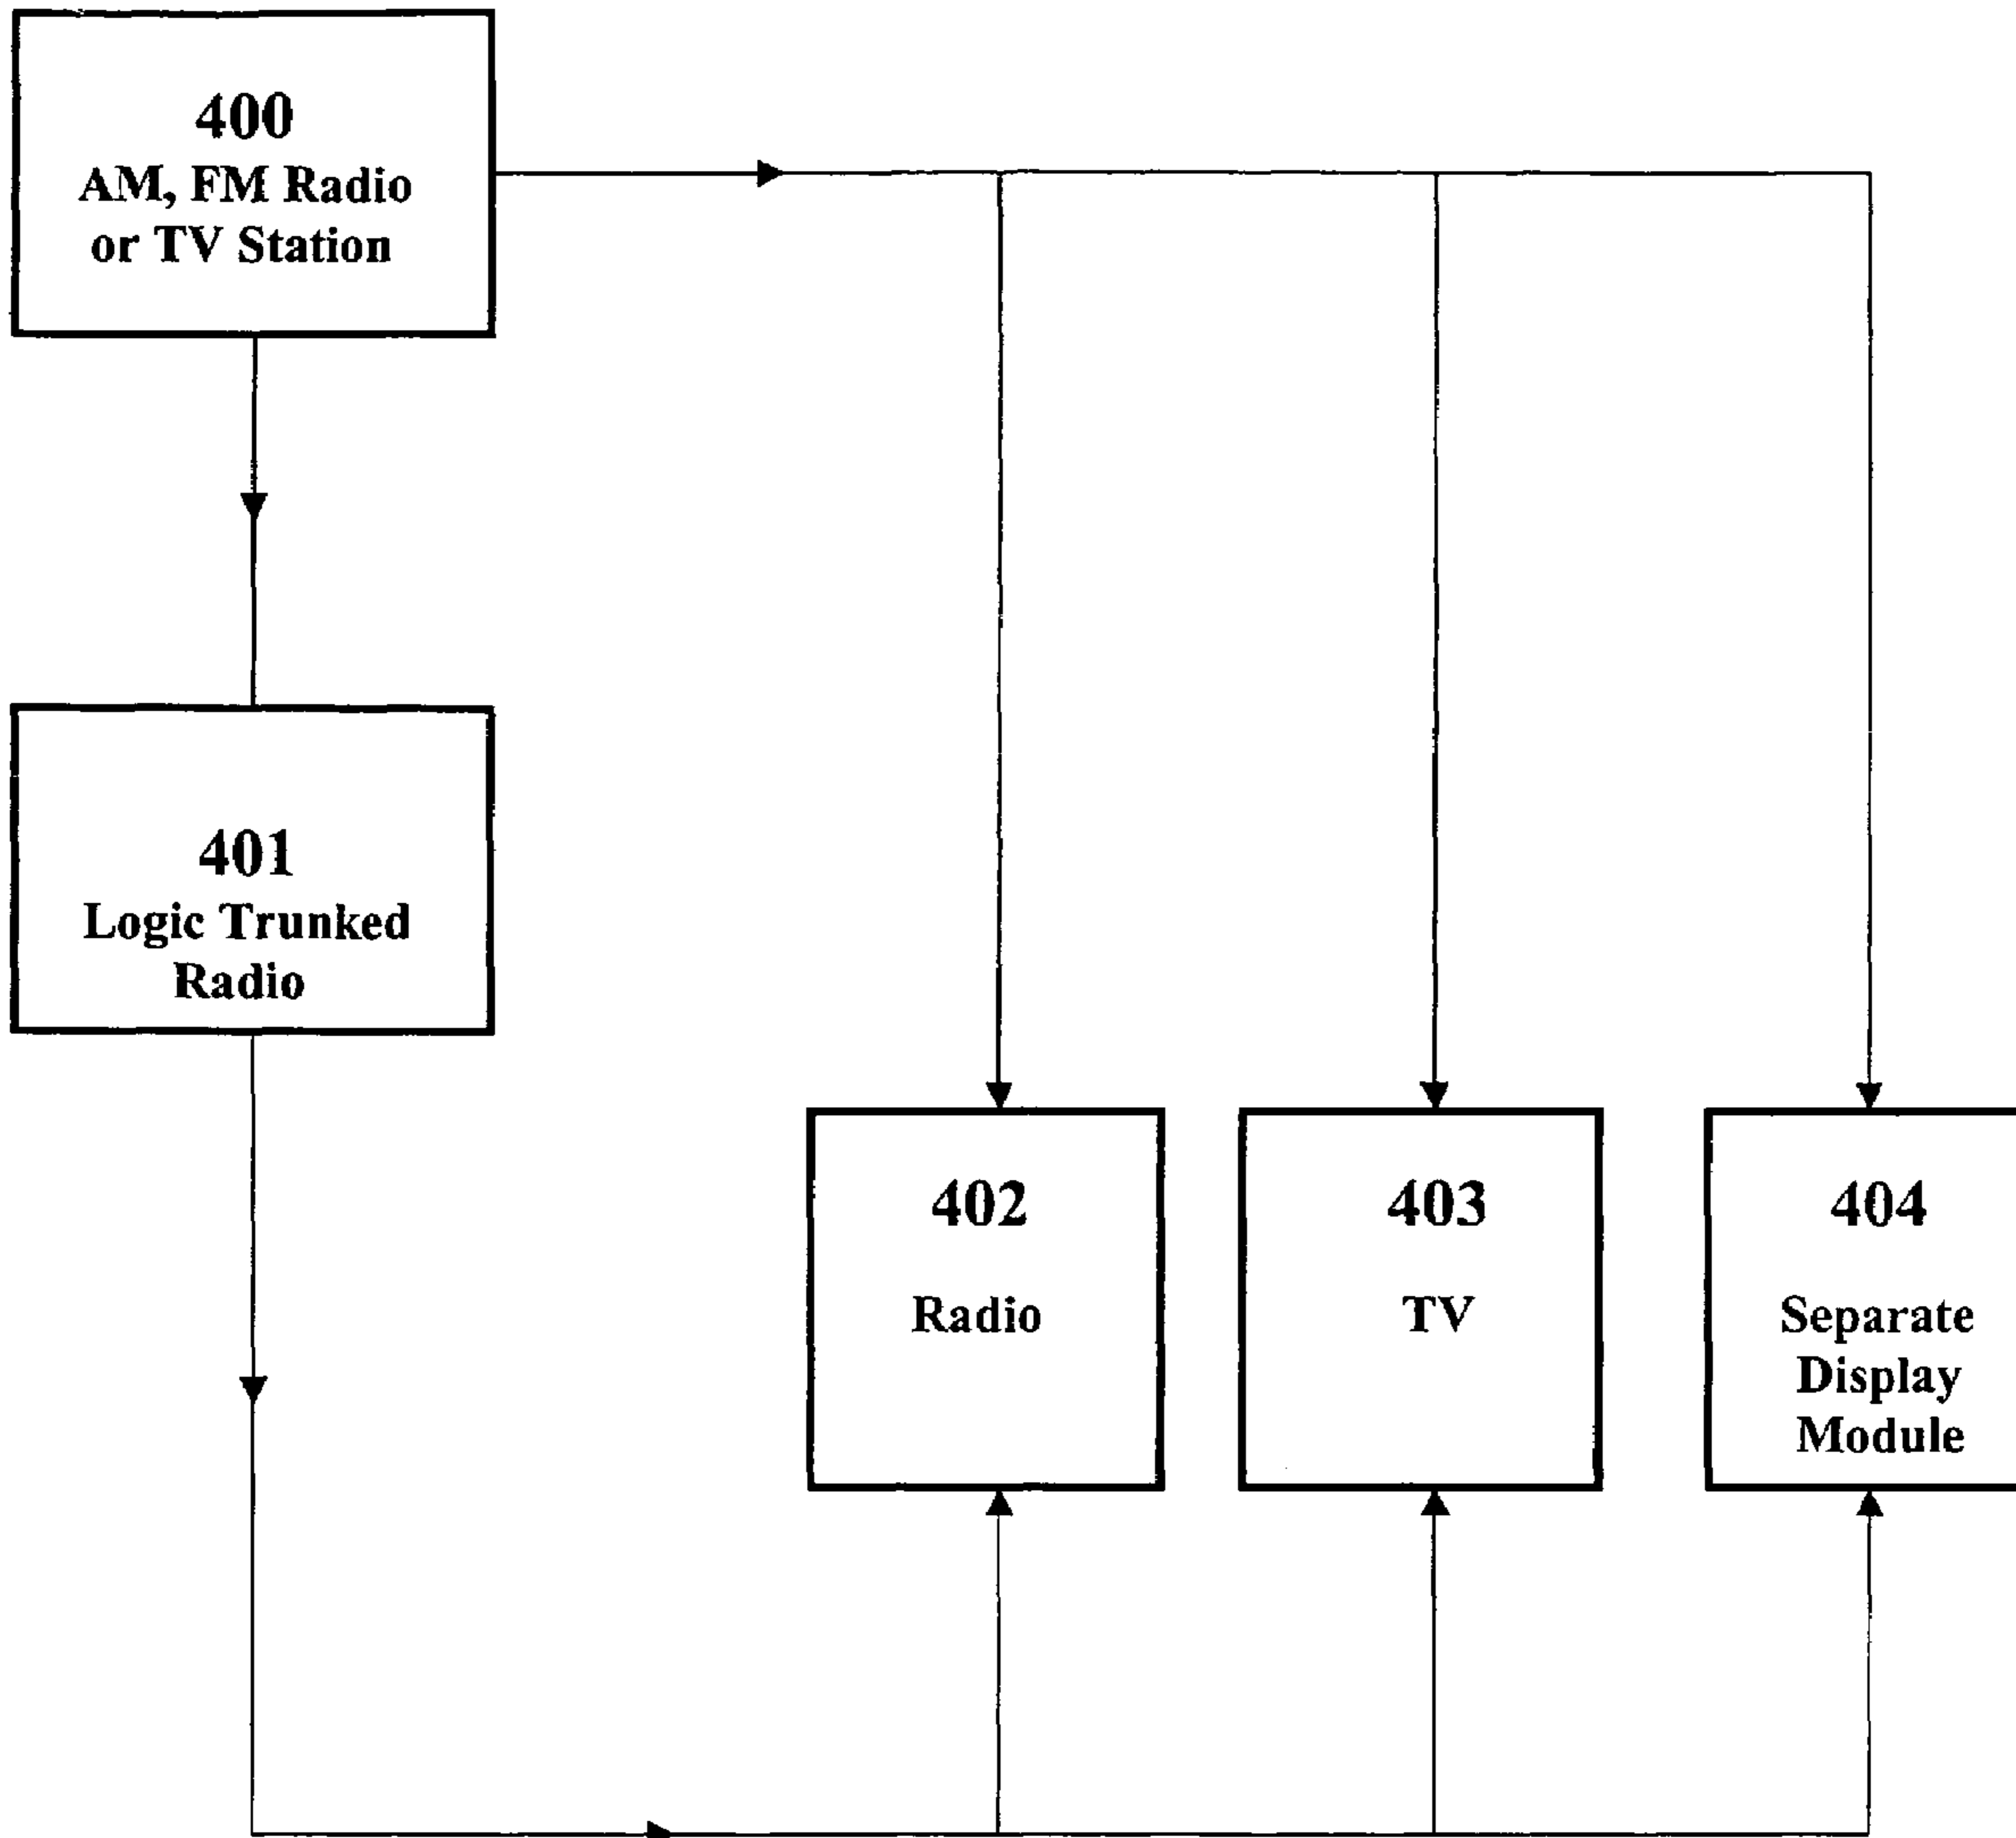 400
AM, FM Radio
or TV Station
401
Logic Trunked
Radio
402
Radio
403
TV
404
Separate
Display
Module